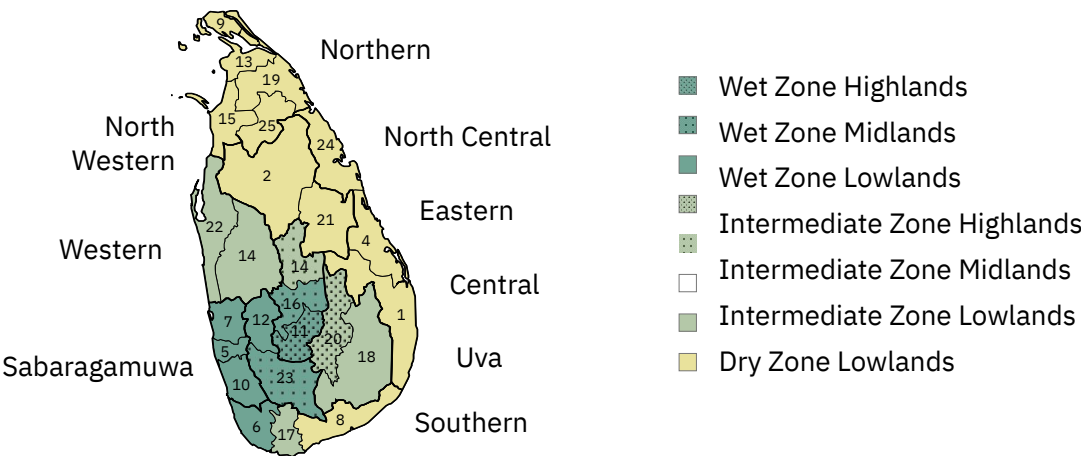 9
Northern
13
19
Wet Zone Highlands
15
North
Western
25
North Central
Wet Zone Midlands
24
2
Wet Zone Lowlands
21
Eastern
Intermediate Zone Highlands
22
4
Western
14
14
Central
Intermediate Zone Midlands
16
7
12
11
1
Intermediate Zone Lowlands
20
5
18
Uva
Dry Zone Lowlands
Sabaragamuwa
10
23
6
17
8
Southern